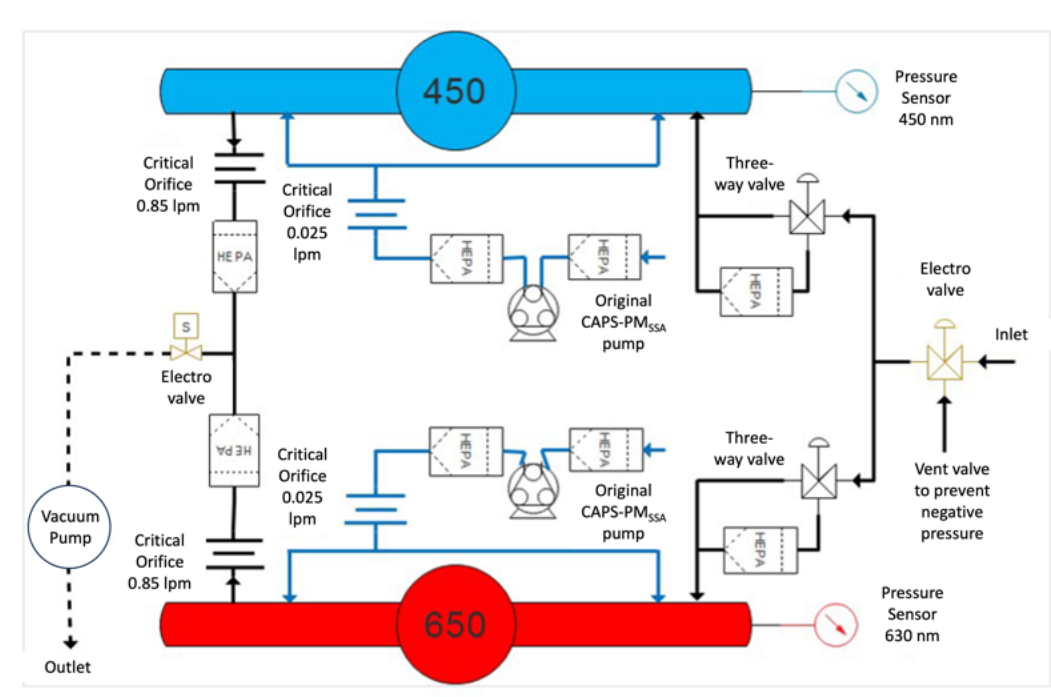 450
Pressure
Sensor
450 nm
Critical
Orifice
0.85 lpm
Critical
Orifice
0.025
lpm
Three-
way valve
HEPA
HEPA
HEPA
HEPA
Original
CAPS-PMSSA
pump
Electro
valve
Inlet
S
Electro
valve
HEPA
Critical
Orifice
0.025
lpm
HEPA
HEPA
Original
CAPS-PMSSA
pump
Three-
way valve
Vent valve
to prevent
negative
pressure
Vacuum
Pump
Critical
Orifice
0.85 lpm
HEPA
650
Pressure
Sensor
630 nm
Outlet